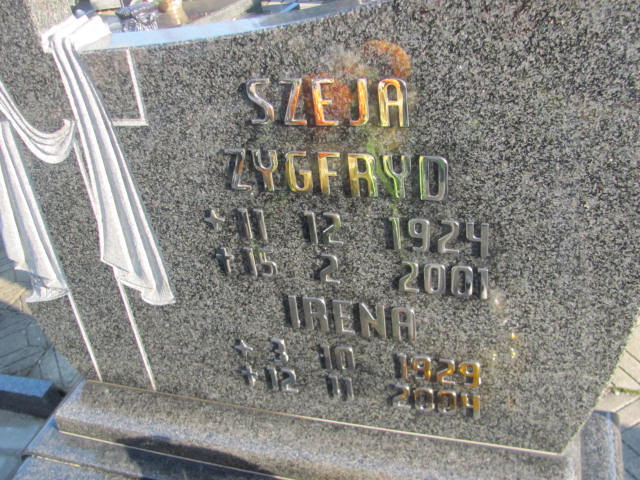 SZEJA
ZYGFRYD
+ 11 12 1924
† 15 2 2001
IRENA
+ 3 10 1929
† 12 11 2004